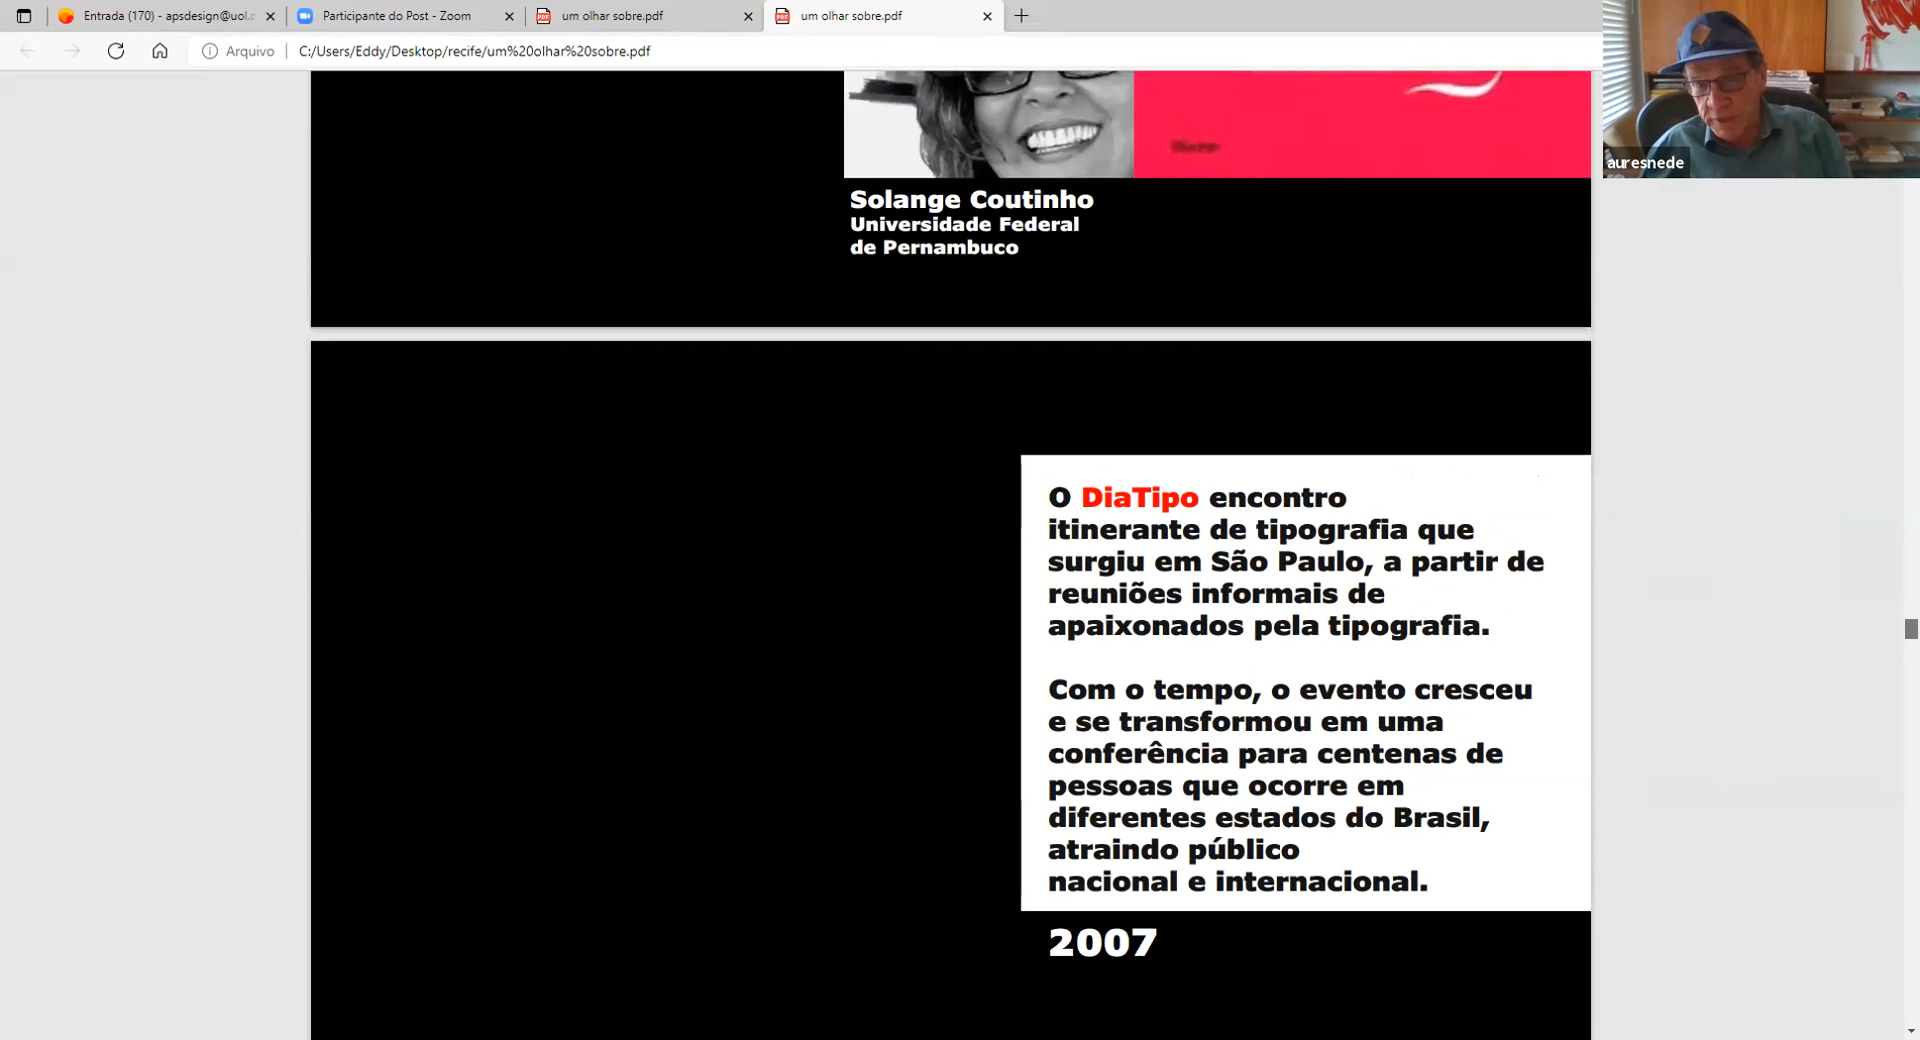 Entrada (170) - apsdesign@uol.c
Participante do Post - Zoom
um olhar sobre.pdf
um olhar sobre.pdf
Arquivo
C:/Users/Eddy/Desktop/recife/um%20olhar%20sobre.pdf
auresnede
Solange Coutinho
Universidade Federal
de Pernambuco
O DiaTipo encontro
itinerante de tipografia que
surgiu em São Paulo, a partir de
reuniões informais de
apaixonados pela tipografia.
Com o tempo, o evento cresceu
e se transformou em uma
conferência para centenas de
pessoas que ocorre em
diferentes estados do Brasil,
atraindo público
nacional e internacional.
2007